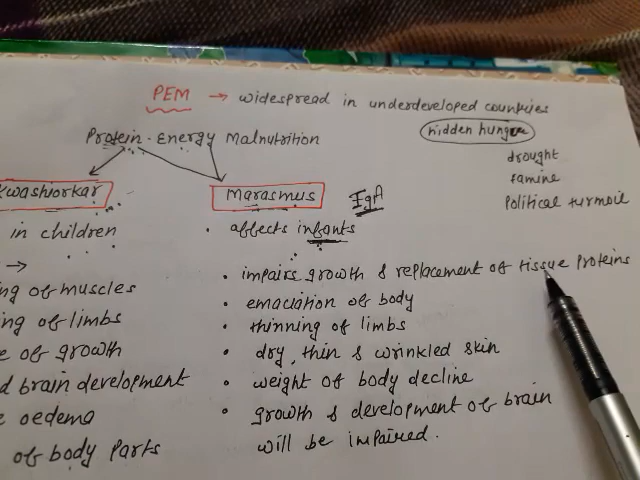 PEM → widespread in underdeveloped countries
Protein-Energy Malnutrition
hidden hunger
drought
famine
Political turmoil
Kwashiorkar
Marasmus
IgA
in children
• affects infants
→
• impairs growth & replacement of tissue proteins
ng of muscles
• emaciation of body
ng of limbs
• thinning of limbs
e of growth
• dry, thin & wrinkled skin
d brain development
• weight of body decline
e oedema
• growth & development of brain
of body parts
will be impaired.